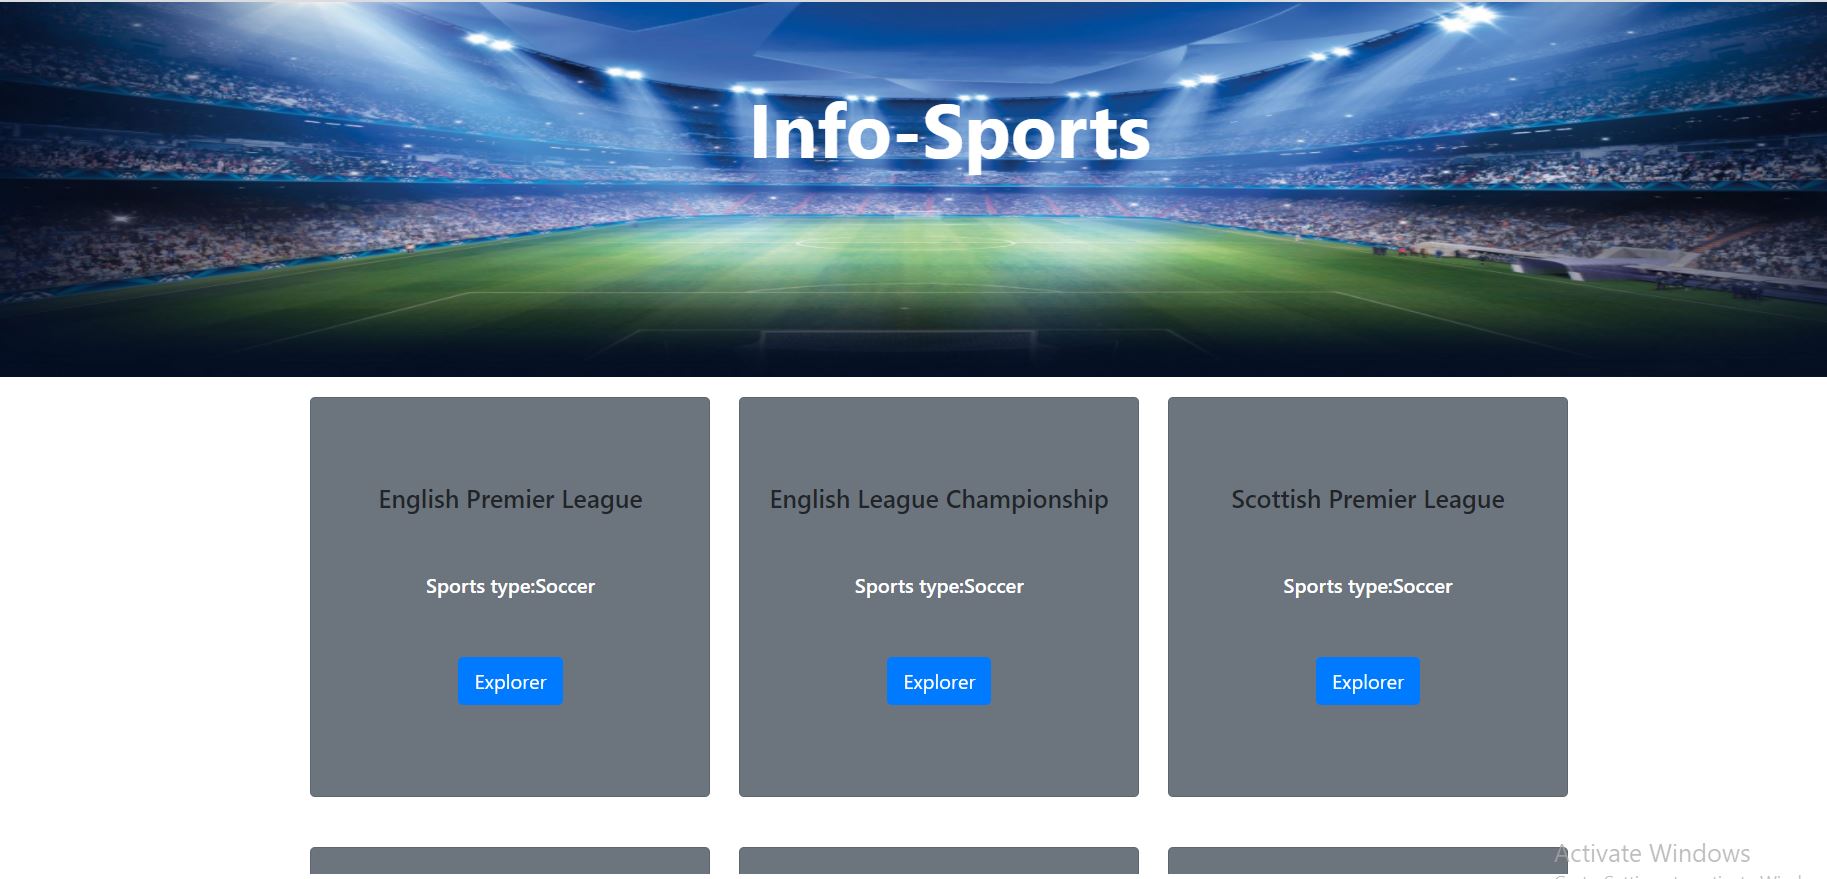 Info-Sports
English Premier League
English League Championship
Scottish Premier League
Sports type:Soccer
Sports type:Soccer
Sports type:Soccer
Explorer
Explorer
Explorer
Activate Windows